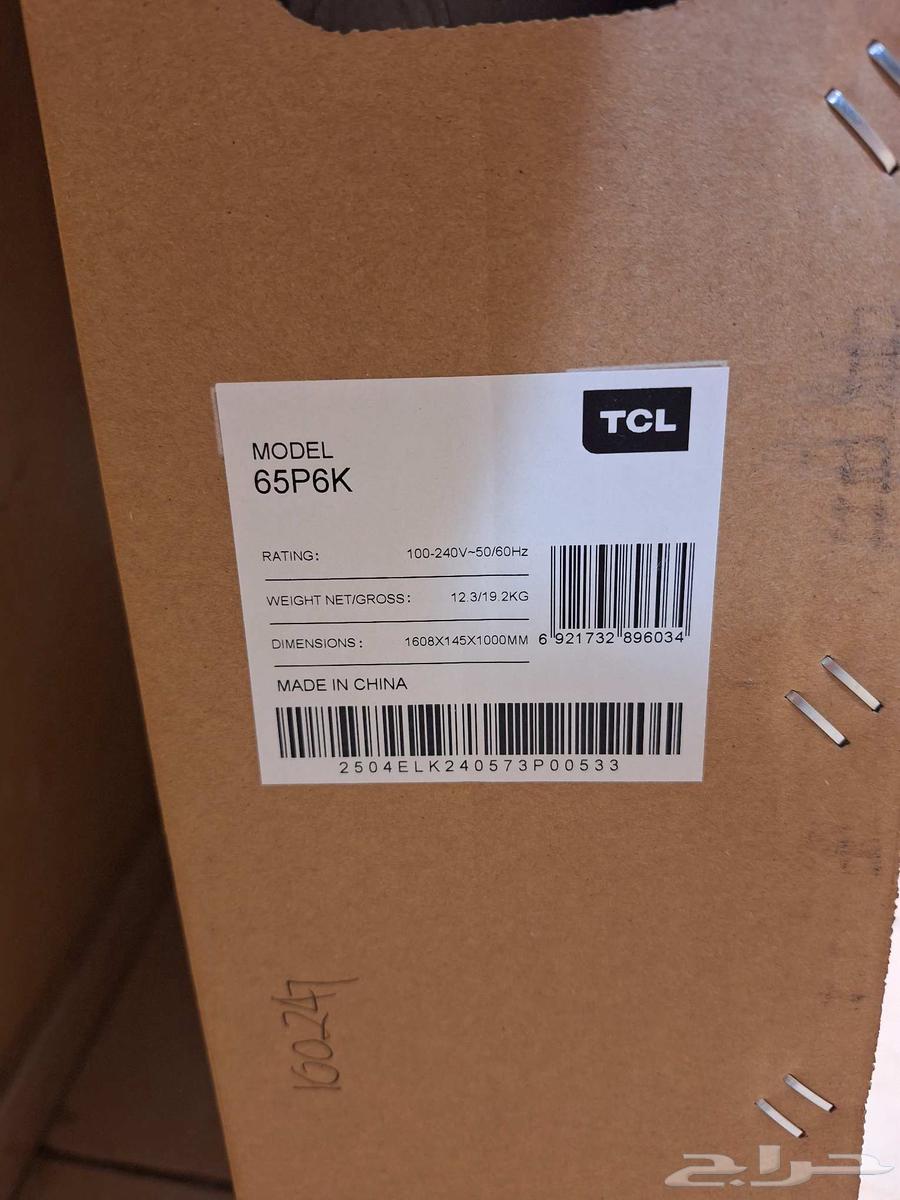 TCL
MODEL
65P6K
RATING: 100-240V~50/60Hz
WEIGHT NET/GROSS: 12.3/19.2KG
DIMENSIONS: 1608X145X1000MM
6 921732 896034
MADE IN CHINA
2504ELK240573P00533
160247
حراج